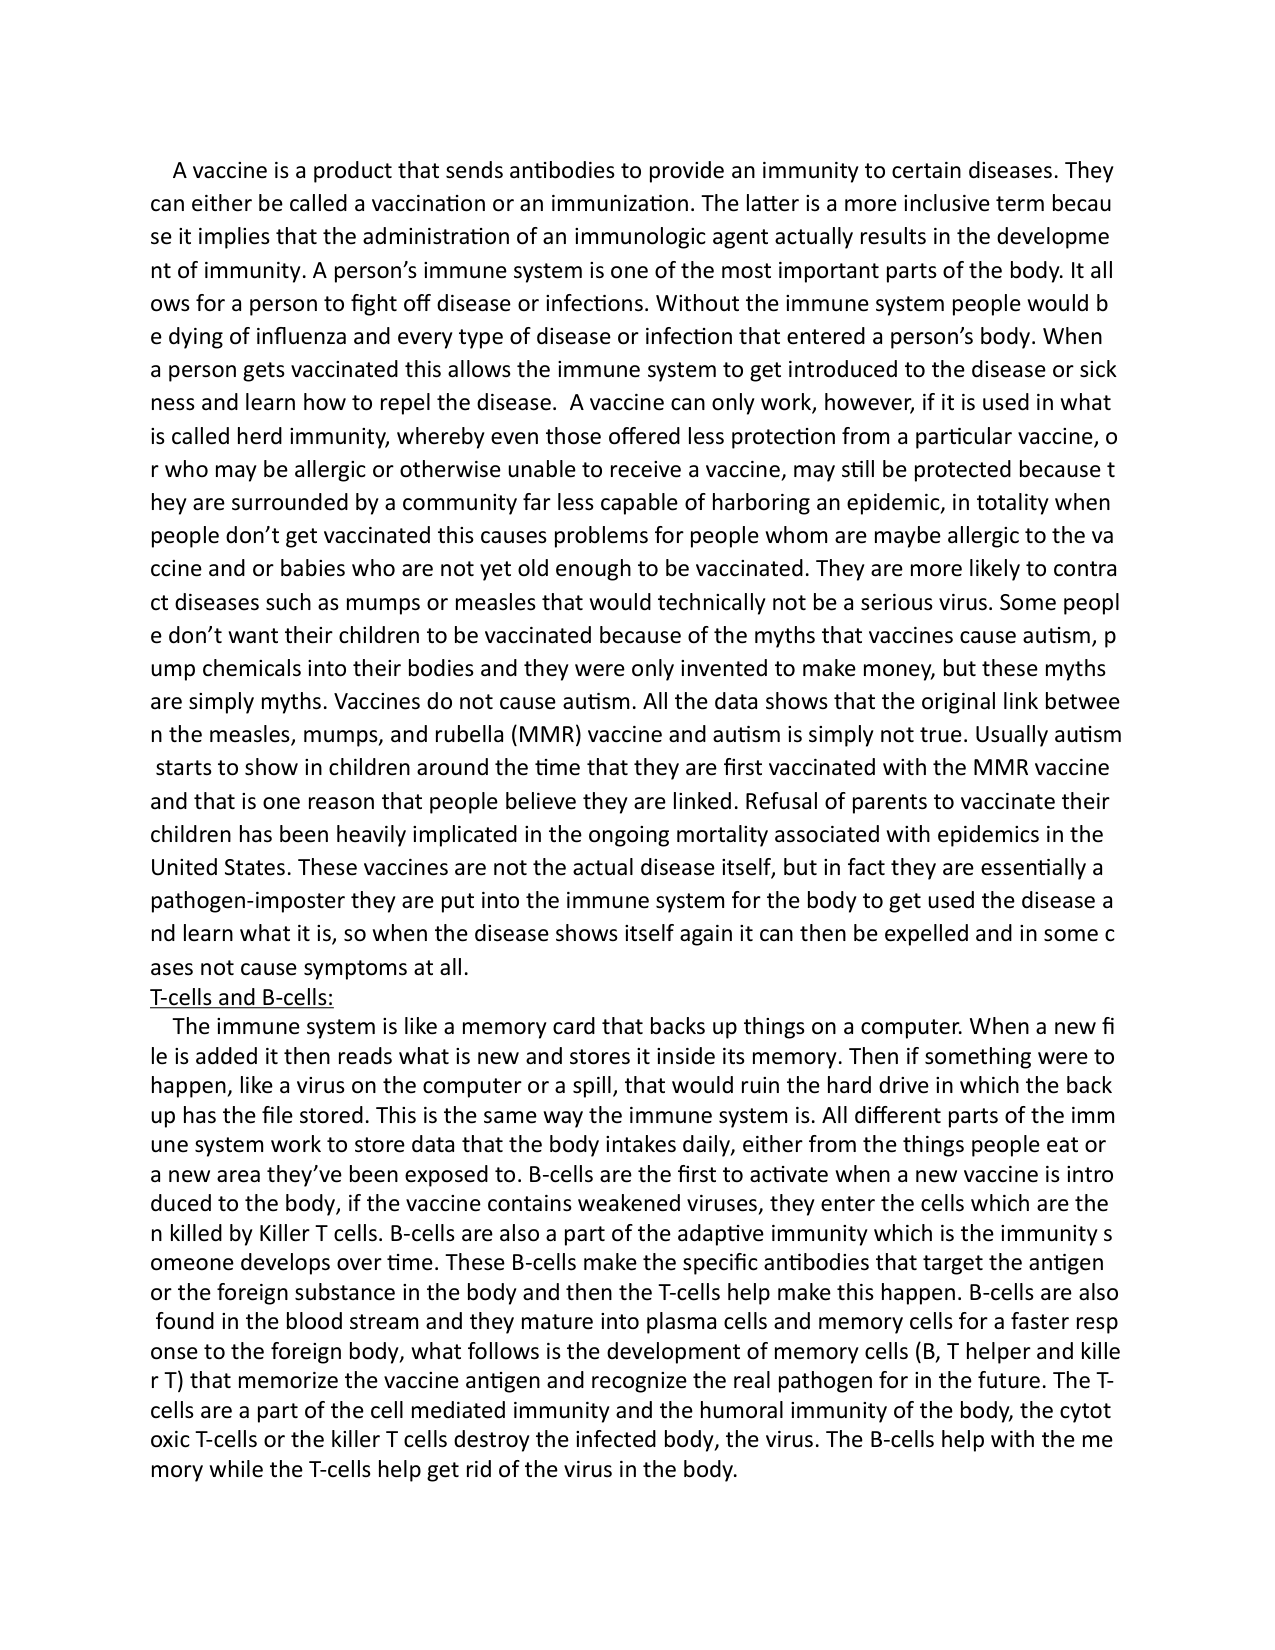 A vaccine is a product that sends antibodies to provide an immunity to certain diseases. They
can either be called a vaccination or an immunization. The latter is a more inclusive term becau
se it implies that the administration of an immunologic agent actually results in the developme
nt of immunity. A person’s immune system is one of the most important parts of the body. It all
ows for a person to fight off disease or infections. Without the immune system people would b
e dying of influenza and every type of disease or infection that entered a person’s body. When
a person gets vaccinated this allows the immune system to get introduced to the disease or sick
ness and learn how to repel the disease.  A vaccine can only work, however, if it is used in what
is called herd immunity, whereby even those offered less protection from a particular vaccine, o
r who may be allergic or otherwise unable to receive a vaccine, may still be protected because t
hey are surrounded by a community far less capable of harboring an epidemic, in totality when
people don’t get vaccinated this causes problems for people whom are maybe allergic to the va
ccine and or babies who are not yet old enough to be vaccinated. They are more likely to contra
ct diseases such as mumps or measles that would technically not be a serious virus. Some peopl
e don’t want their children to be vaccinated because of the myths that vaccines cause autism, p
ump chemicals into their bodies and they were only invented to make money, but these myths
are simply myths. Vaccines do not cause autism. All the data shows that the original link betwee
n the measles, mumps, and rubella (MMR) vaccine and autism is simply not true. Usually autism
starts to show in children around the time that they are first vaccinated with the MMR vaccine
and that is one reason that people believe they are linked. Refusal of parents to vaccinate their
children has been heavily implicated in the ongoing mortality associated with epidemics in the
United States. These vaccines are not the actual disease itself, but in fact they are essentially a
pathogen-imposter they are put into the immune system for the body to get used the disease a
nd learn what it is, so when the disease shows itself again it can then be expelled and in some c
ases not cause symptoms at all.
T-cells and B-cells:
The immune system is like a memory card that backs up things on a computer. When a new fi
le is added it then reads what is new and stores it inside its memory. Then if something were to
happen, like a virus on the computer or a spill, that would ruin the hard drive in which the back
up has the file stored. This is the same way the immune system is. All different parts of the imm
une system work to store data that the body intakes daily, either from the things people eat or
a new area they’ve been exposed to. B-cells are the first to activate when a new vaccine is intro
duced to the body, if the vaccine contains weakened viruses, they enter the cells which are the
n killed by Killer T cells. B-cells are also a part of the adaptive immunity which is the immunity s
omeone develops over time. These B-cells make the specific antibodies that target the antigen
or the foreign substance in the body and then the T-cells help make this happen. B-cells are also
found in the blood stream and they mature into plasma cells and memory cells for a faster resp
onse to the foreign body, what follows is the development of memory cells (B, T helper and kille
r T) that memorize the vaccine antigen and recognize the real pathogen for in the future. The T-
cells are a part of the cell mediated immunity and the humoral immunity of the body, the cytot
oxic T-cells or the killer T cells destroy the infected body, the virus. The B-cells help with the me
mory while the T-cells help get rid of the virus in the body.